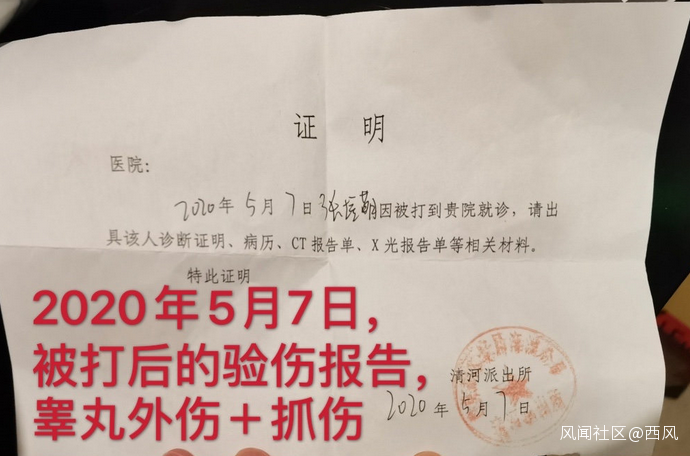 证 明
医院：
2020年5月7日张 因被打到贵院就诊，请出
具该人诊断证明、病历、CT报告单、X光报告单等相关材料。
特此证明
2020年5月7日，
被打后的验伤报告，
睾丸外伤＋抓伤
清河派出所
2020年5月7日
风闻社区@西风